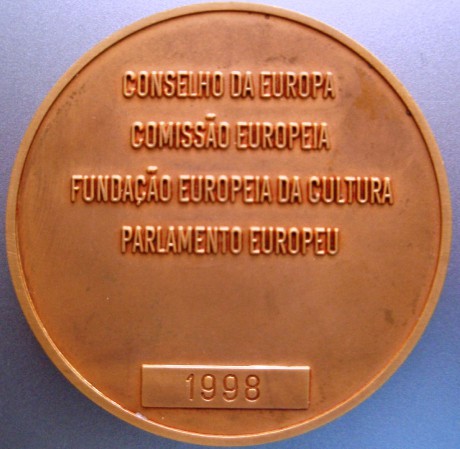 CONSELHO DA EUROPA
COMISSÃO EUROPEIA
FUNDAÇÃO EUROPEIA DA CULTURA
PARLAMENTO EUROPEU
1998